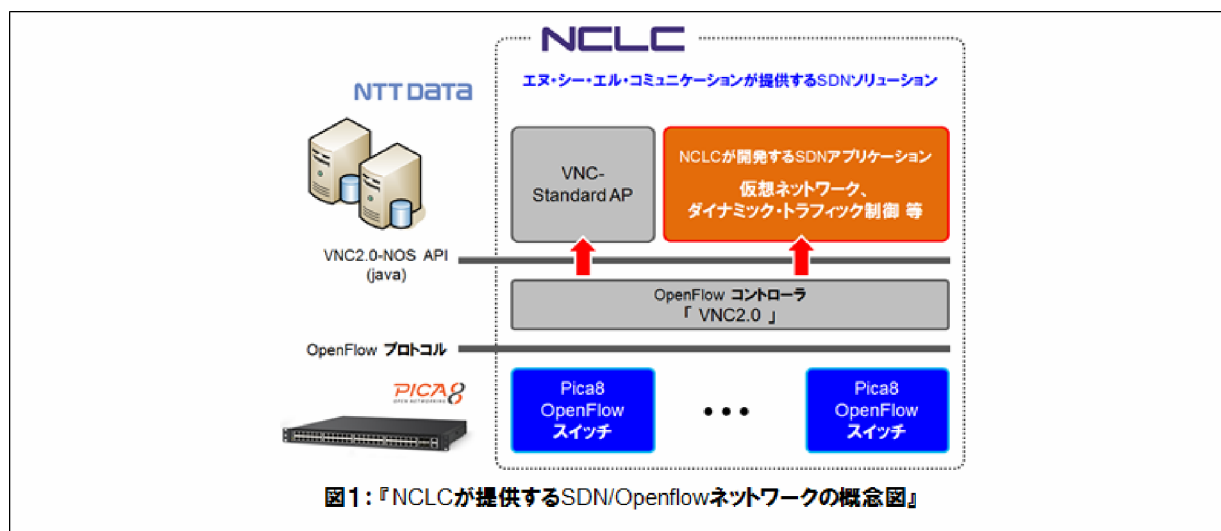 NCLC
エヌ・シー・エル・コミュニケーションが提供するSDNソリューション
NTT DATA
VNC-
Standard AP
NCLCが開発するSDNアプリケーション
仮想ネットワーク、
ダイナミック・トラフィック制御 等
VNC2.0-NOS API
(java)
OpenFlow コントローラ
「 VNC2.0 」
OpenFlow プロトコル
PICA8
OPEN NETWORKING
Pica8
OpenFlow
スイッチ
• • •
Pica8
OpenFlow
スイッチ
図1:『NCLCが提供するSDN/Openflowネットワークの概念図』